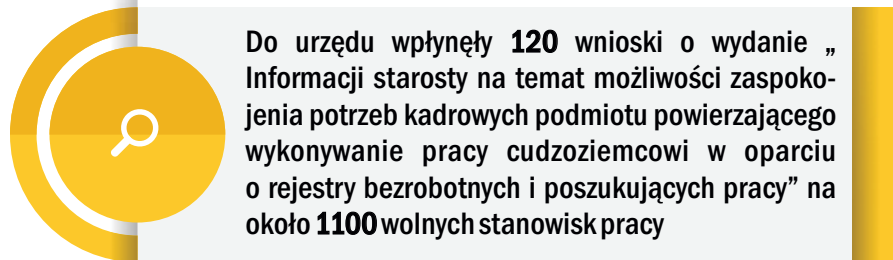 Do urzędu wpłynęły 120 wnioski o wydanie „
Informacji starosty na temat możliwości zaspoko-
jenia potrzeb kadrowych podmiotu powierzającego
wykonywanie pracy cudzoziemcowi w oparciu
o rejestry bezrobotnych i poszukujących pracy” na
około 1100 wolnych stanowisk pracy